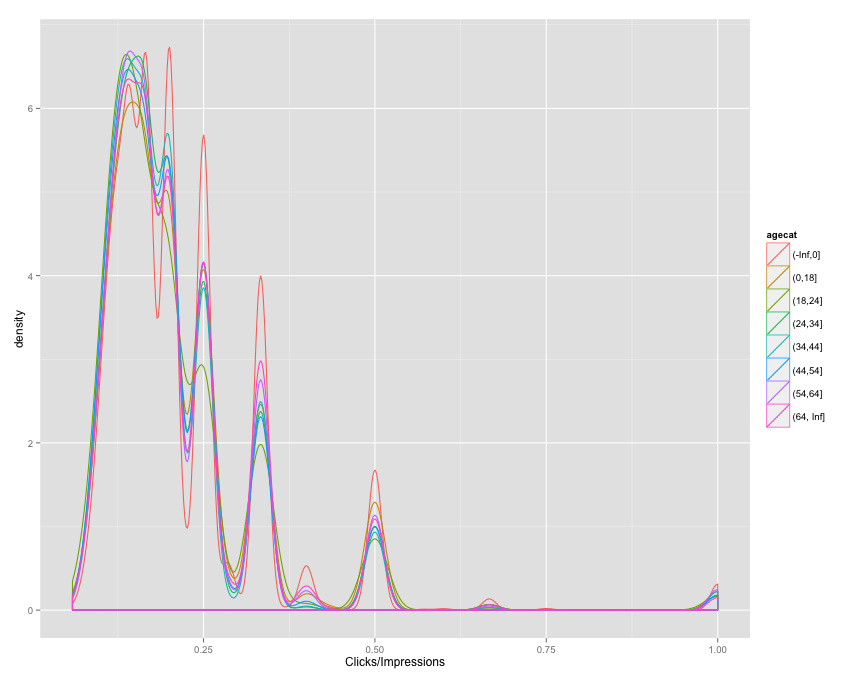 6
4
2
0
density
0.25
0.50
0.75
1.00
Clicks/Impressions
agecat
(-Inf,0]
(0,18]
(18,24]
(24,34]
(34,44]
(44,54]
(54,64]
(64, Inf]